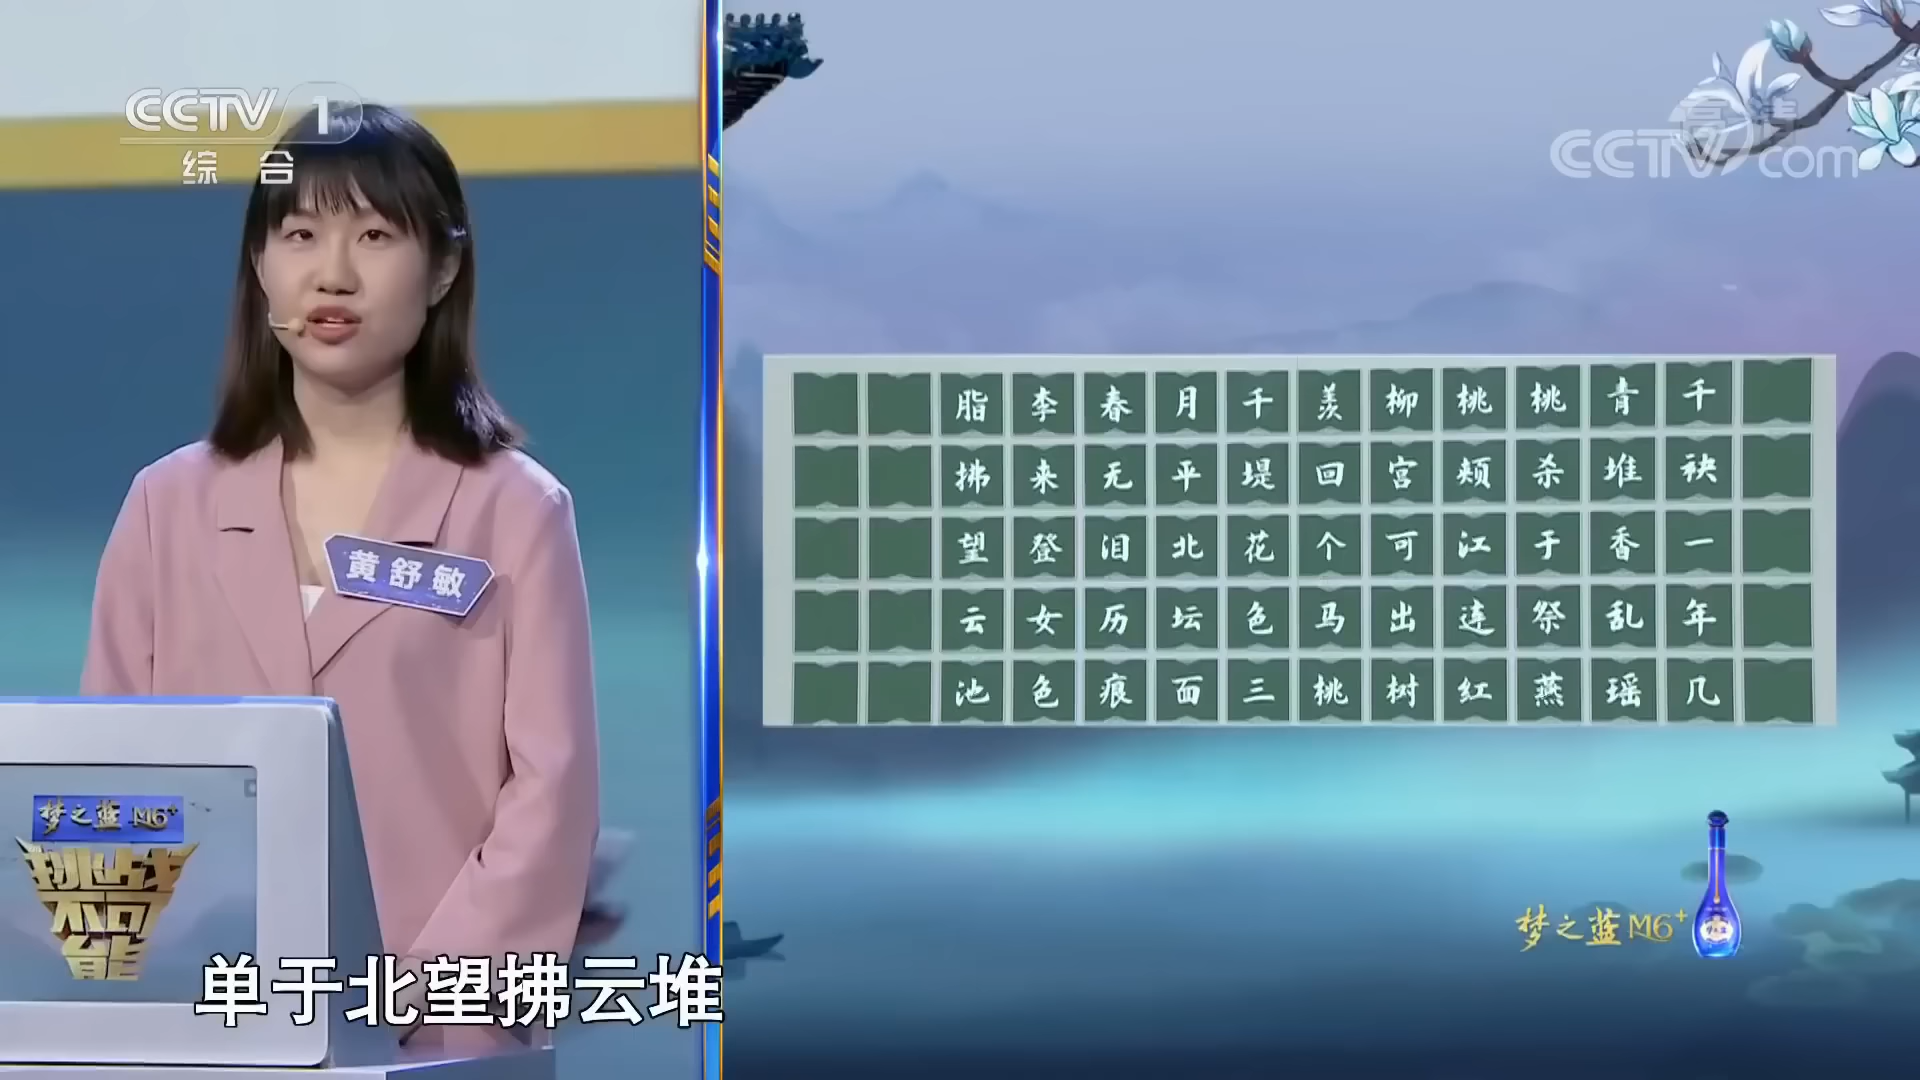 CCTV 1
综合
高清
CCTV.com
脂李春月千羡柳桃桃青千
拂来无平堤回宫颊杀堆袂
望登泪北花个可江于香一
云女历坛色马出连祭乱年
池色痕面三桃树红燕瑶几
黄舒敏
梦之蓝 M6+
挑战不可能
梦之蓝 M6+
单于北望拂云堆